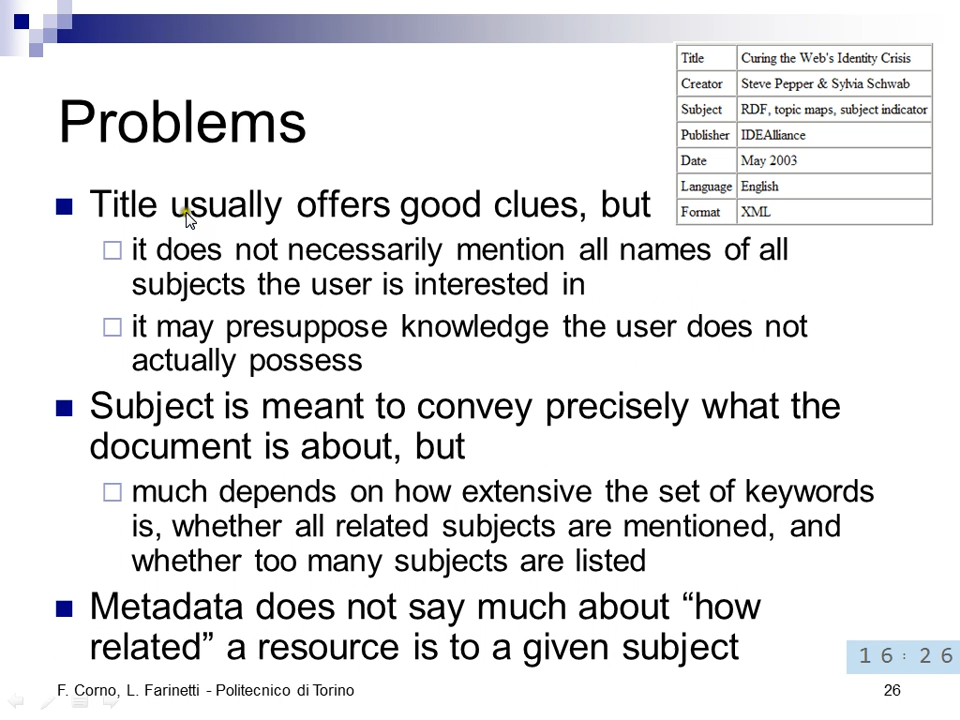 Title Curing the Web's Identity Crisis
Creator Steve Pepper & Sylvia Schwab
Subject RDF, topic maps, subject indicator
Publisher IDEAlliance
Date May 2003
Language English
Format XML
Problems
Title usually offers good clues, but
it does not necessarily mention all names of all
subjects the user is interested in
it may presuppose knowledge the user does not
actually possess
Subject is meant to convey precisely what the
document is about, but
much depends on how extensive the set of keywords
is, whether all related subjects are mentioned, and
whether too many subjects are listed
Metadata does not say much about “how
related” a resource is to a given subject
16:26
F. Corno, L. Farinetti - Politecnico di Torino 26